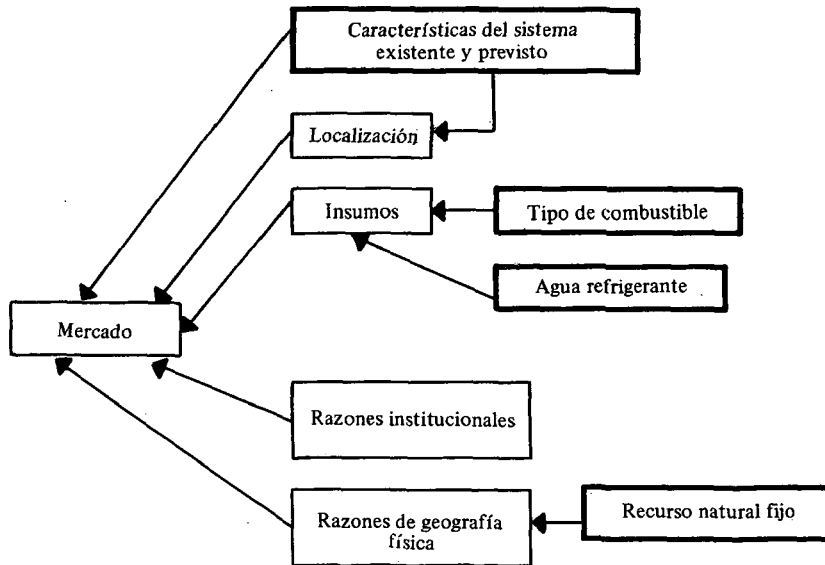 Características del sistema
existente y previsto
Localización
Insumos
Tipo de combustible
Agua refrigerante
Mercado
Razones institucionales
Razones de geografía
física
Recurso natural fijo